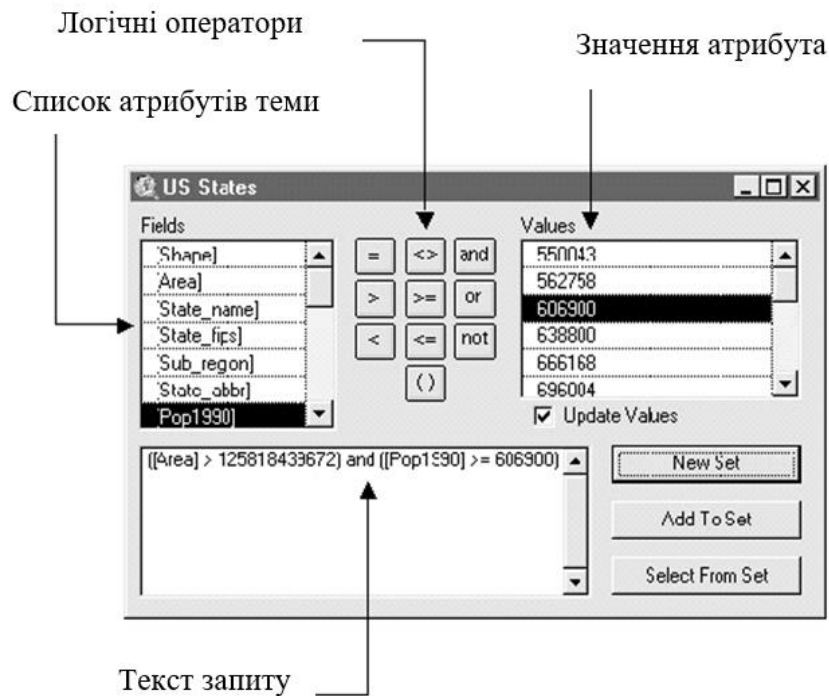 Логічні оператори
Значення атрибута
Список атрибутів теми
US States
Fields
Values
[Shape]
[Area]
[State_name]
[State_fips]
[Sub_region]
[State_abbr]
[Pop1990]
= <> and
> >= or
< <= not
()
550043
562758
606900
638800
666168
696004
Update Values
([Area] > 125818439672) and ([Pop1990] >= 606900)
New Set
Add To Set
Select From Set
Текст запиту